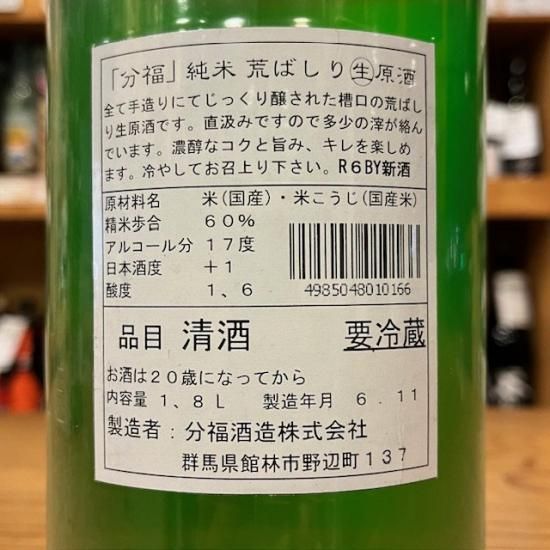 「分福」純米 荒ばしり ㊤生原酒
全て手造りにてじっくり醸された槽口の荒ばし
り生原酒です。直汲みですので多少の滓が絡ん
でいます。濃醇なコクと旨み、キレを楽しめ
ます。冷やしてお召上り下さい。R6BY新酒
原材料名 米(国産)・米こうじ(国産米)
精米歩合 60%
アルコール分 17度
日本酒度 +1
酸度 1、6
4985048010166
品目 清酒 要冷蔵
お酒は20歳になってから
内容量 1、8L 製造年月 6. 11
製造者:分福酒造株式会社
群馬県館林市野辺町137